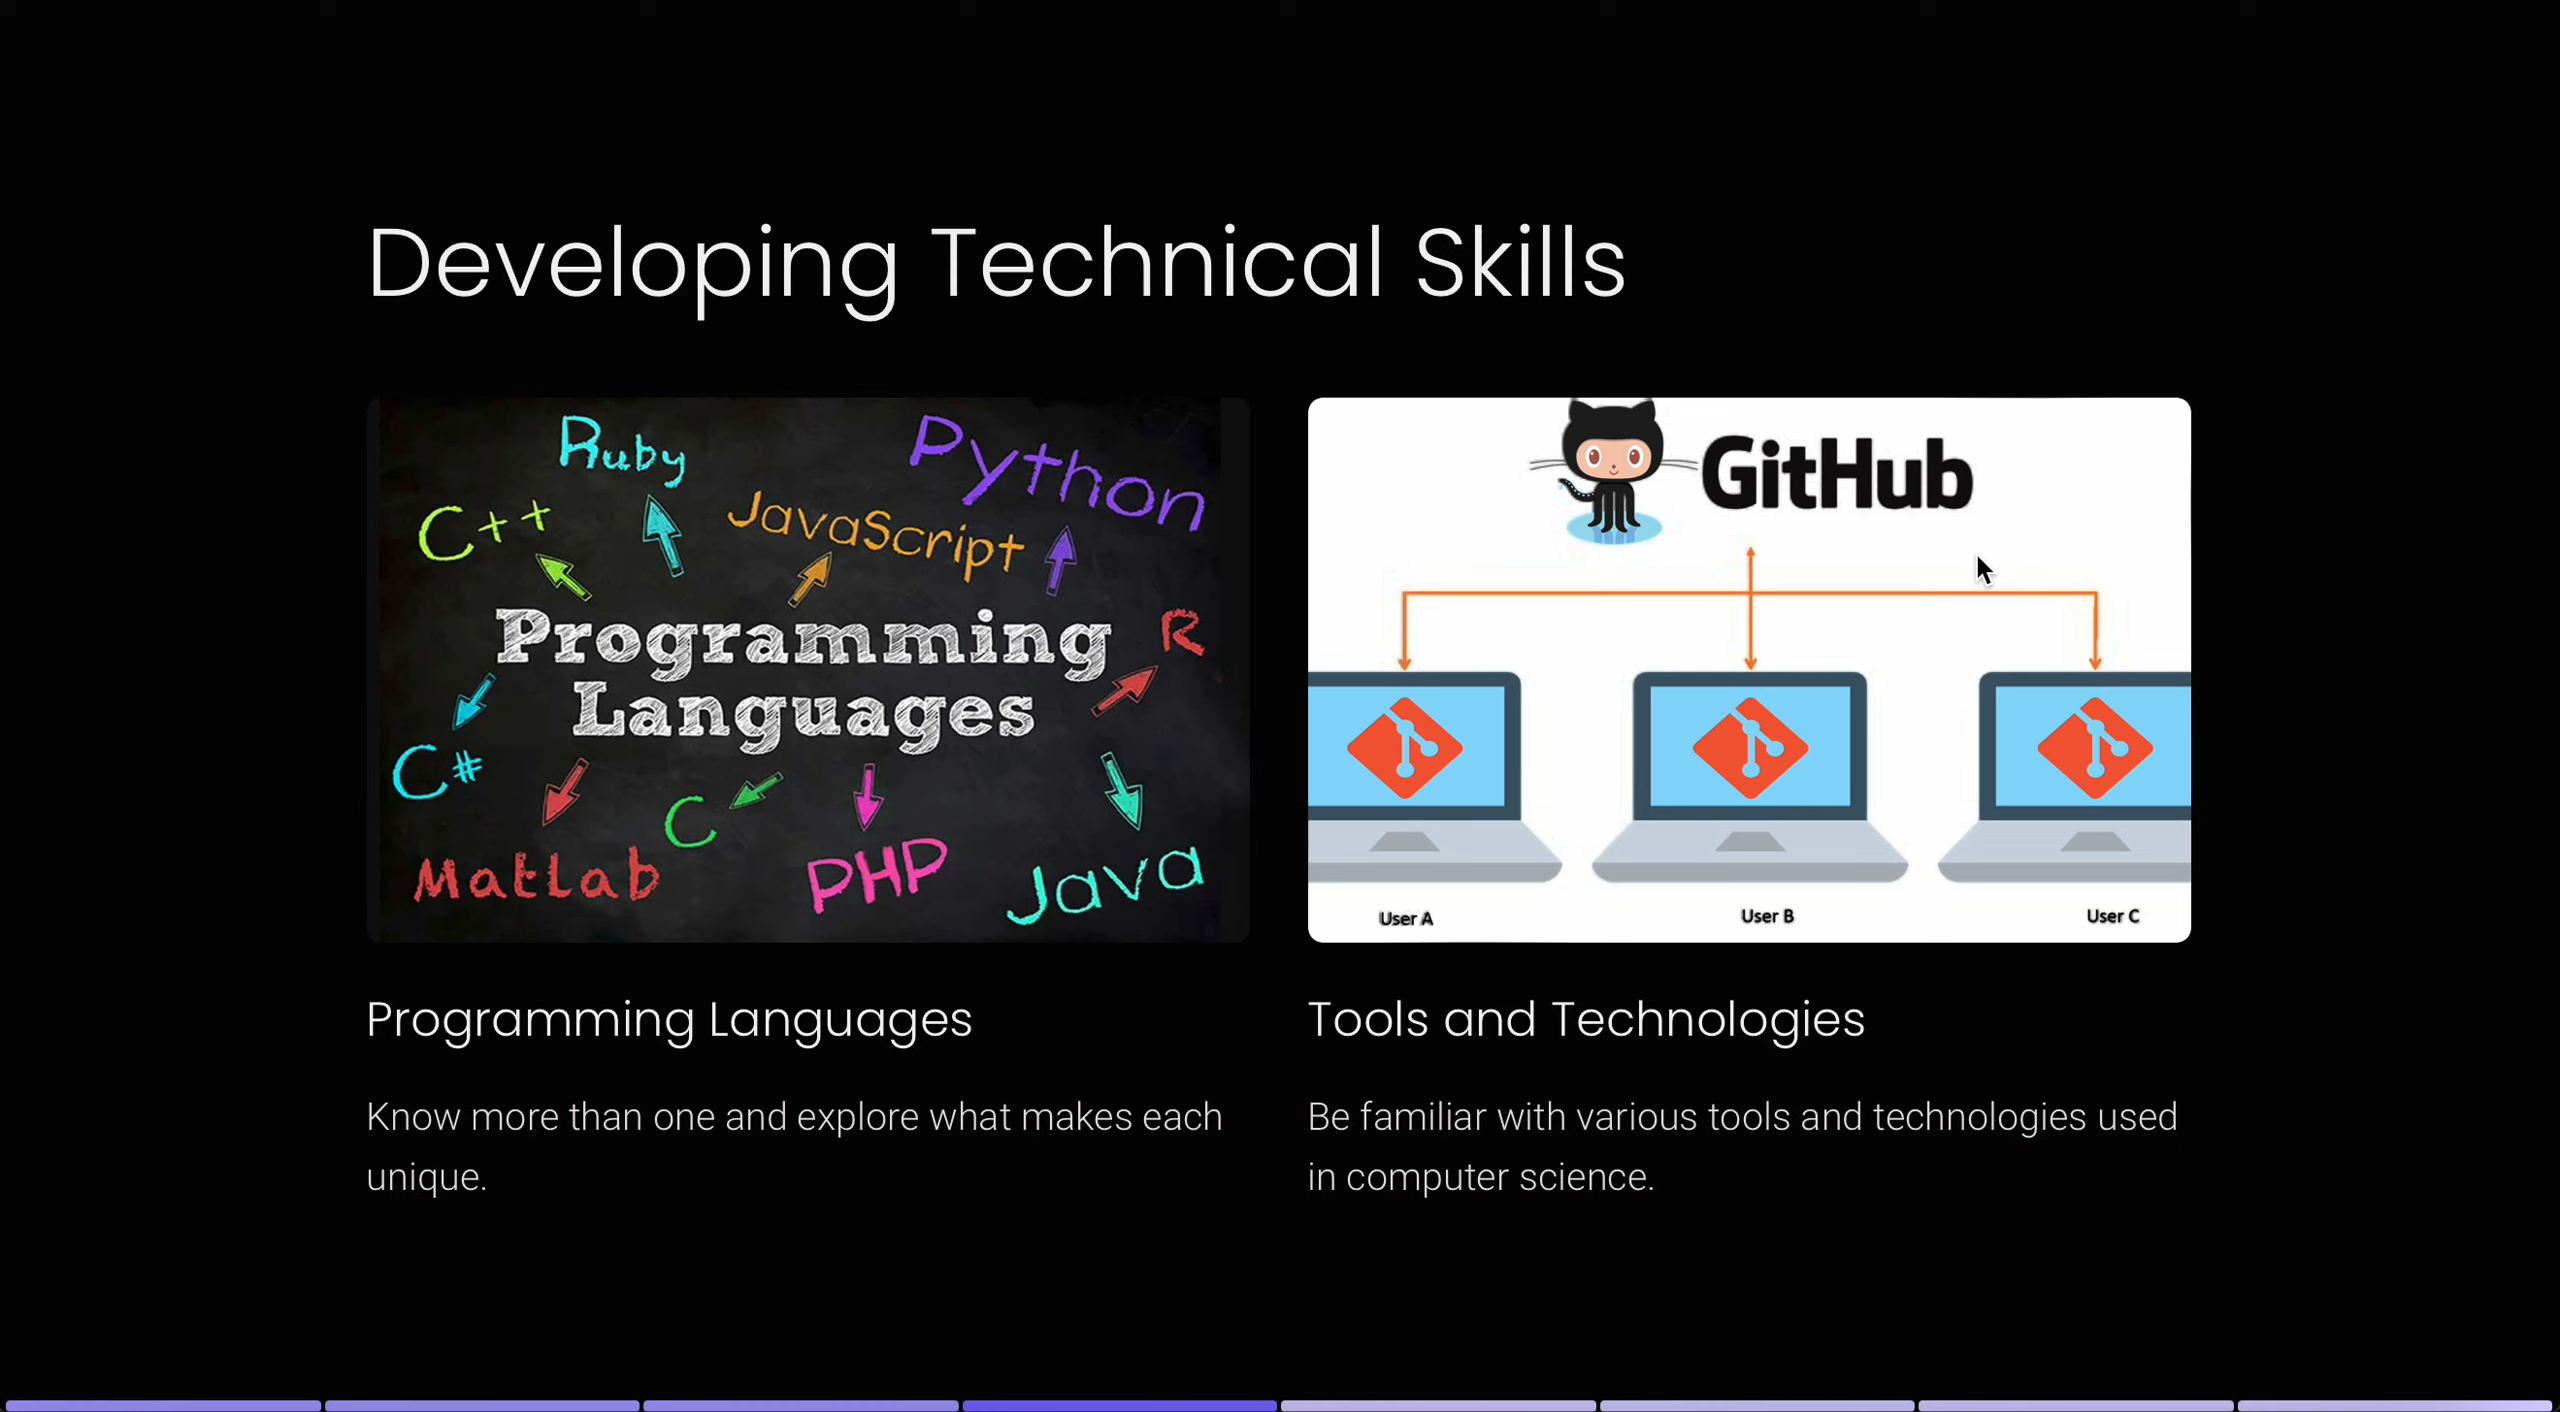 Developing Technical Skills
Ruby
Python
C++
JavaScript
Programming
Languages
R
C#
C
Matlab
PHP
Java
GitHub
User A
User B
User C
Programming Languages
Know more than one and explore what makes each
unique.
Tools and Technologies
Be familiar with various tools and technologies used
in computer science.